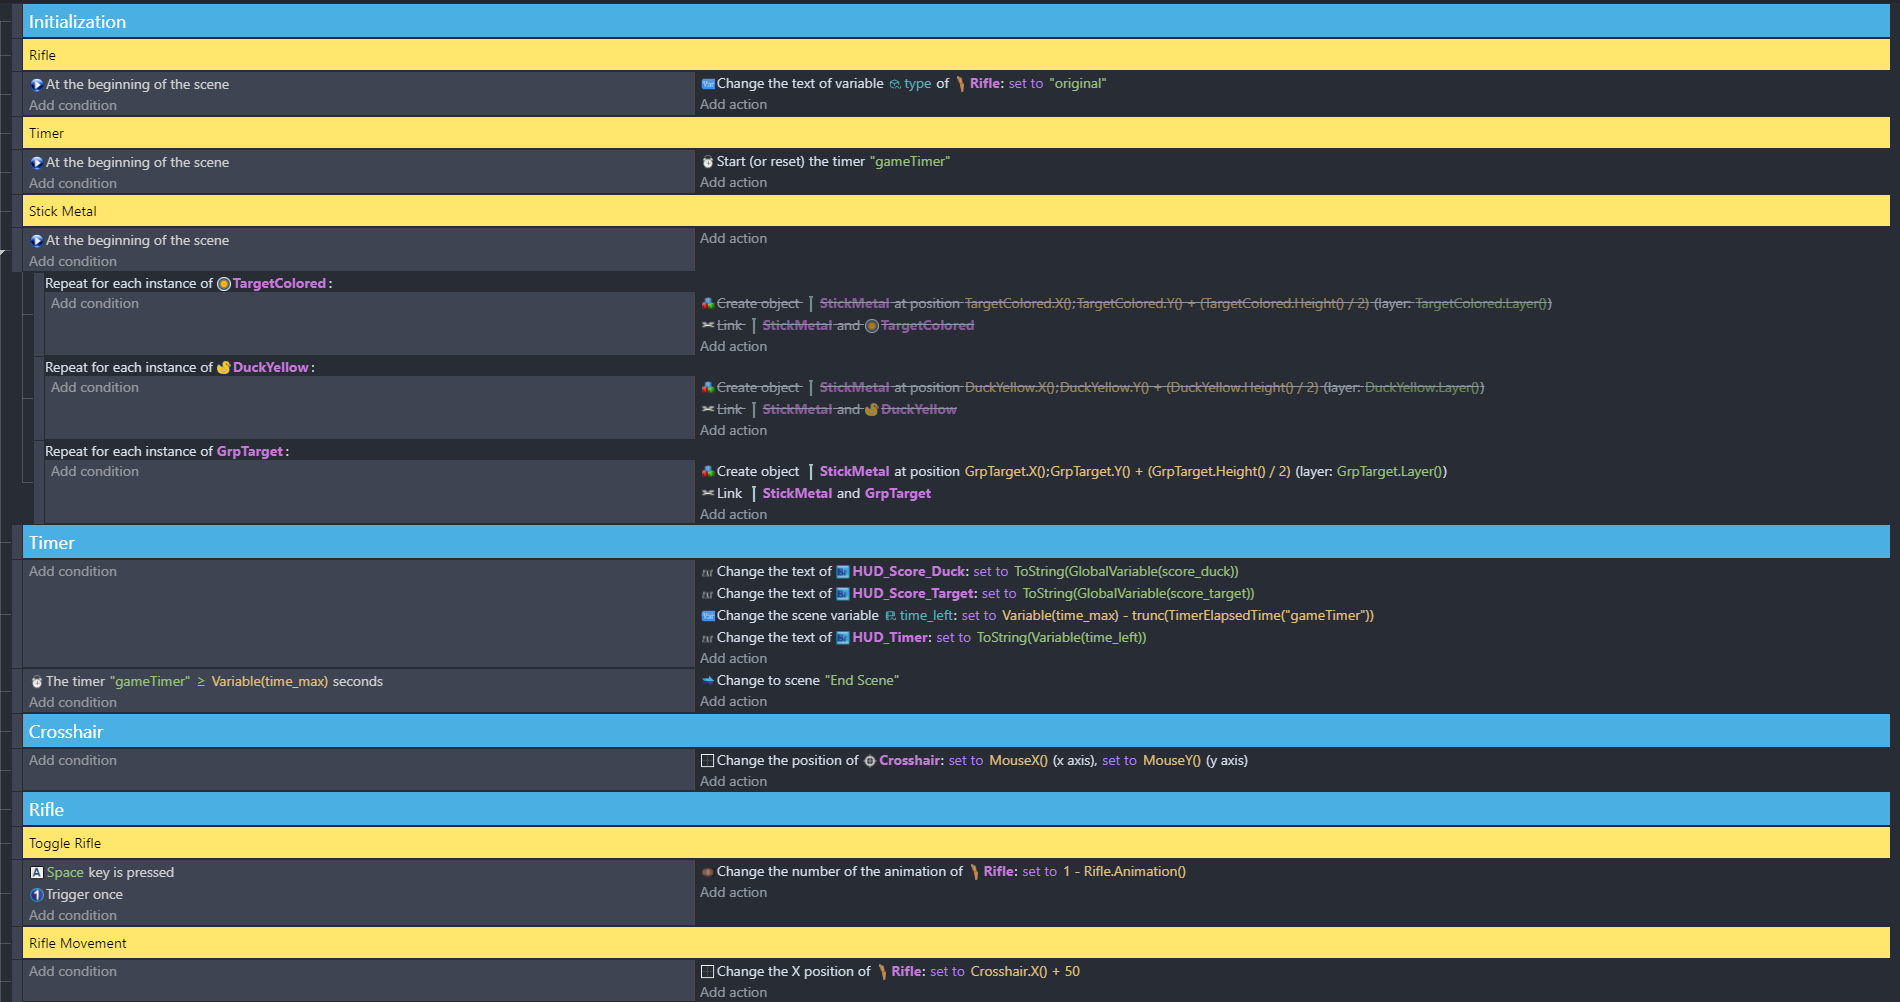 Initialization
Rifle
At the beginning of the scene
Change the text of variable type of Rifle: set to "original"
Add condition
Add action
Timer
At the beginning of the scene
Start (or reset) the timer "gameTimer"
Add condition
Add action
Stick Metal
At the beginning of the scene
Add action
Add condition
Repeat for each instance of TargetColored:
Add condition
Create object StickMetal at position TargetColored.X();TargetColored.Y() + (TargetColored.Height() / 2) (layer: TargetColored.Layer())
Link StickMetal and TargetColored
Add action
Repeat for each instance of DuckYellow:
Add condition
Create object StickMetal at position DuckYellow.X();DuckYellow.Y() + (DuckYellow.Height() / 2) (layer: DuckYellow.Layer())
Link StickMetal and DuckYellow
Add action
Repeat for each instance of GrpTarget:
Add condition
Create object StickMetal at position GrpTarget.X();GrpTarget.Y() + (GrpTarget.Height() / 2) (layer: GrpTarget.Layer())
Link StickMetal and GrpTarget
Add action
Timer
Add condition
Change the text of HUD_Score_Duck: set to ToString(GlobalVariable(score_duck))
Change the text of HUD_Score_Target: set to ToString(GlobalVariable(score_target))
Change the scene variable time_left: set to Variable(time_max) - trunc(TimerElapsedTime("gameTimer"))
Change the text of HUD_Timer: set to ToString(Variable(time_left))
Add action
The timer "gameTimer" ≥ Variable(time_max) seconds
Change to scene "End Scene"
Add condition
Add action
Crosshair
Add condition
Change the position of Crosshair: set to MouseX() (x axis), set to MouseY() (y axis)
Add action
Rifle
Toggle Rifle
Space key is pressed
Change the number of the animation of Rifle: set to 1 - Rifle.Animation()
Trigger once
Add action
Add condition
Rifle Movement
Add condition
Change the X position of Rifle: set to Crosshair.X() + 50
Add action